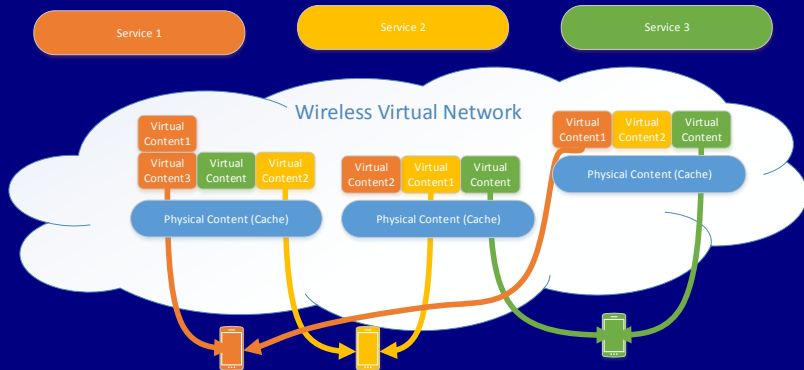 Service 1
Service 2
Service 3
Wireless Virtual Network
Virtual
Content1
Virtual
Content3
Virtual
Content
Virtual
Content2
Physical Content (Cache)
Virtual
Content2
Virtual
Content1
Virtual
Content
Physical Content (Cache)
Virtual
Content1
Virtual
Content2
Virtual
Content
Physical Content (Cache)